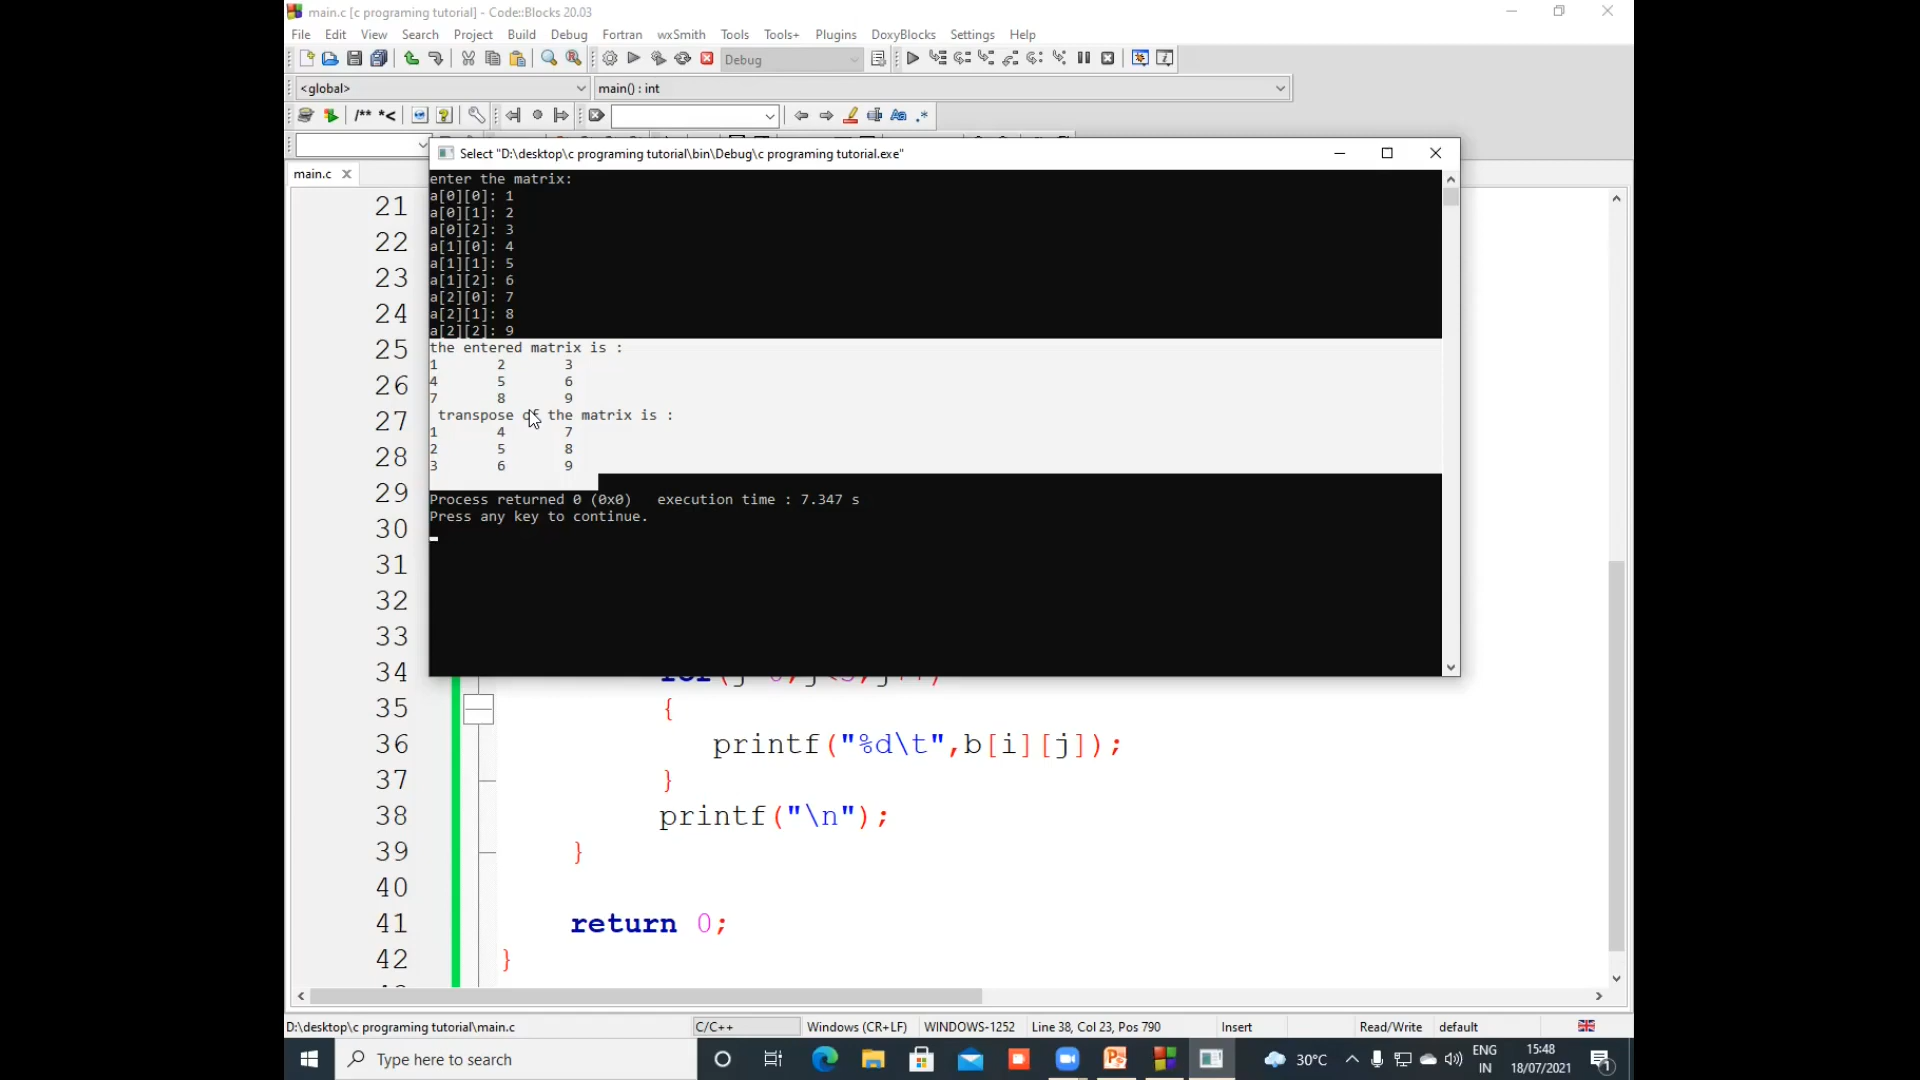 main.c [c programing tutorial] - Code::Blocks 20.03
File Edit View Search Project Build Debug Fortran wxSmith Tools Tools+ Plugins DoxyBlocks Settings Help
Debug
<global> main() : int
/** *<
main.c
Select "D:\desktop\c programing tutorial\bin\Debug\c programing tutorial.exe"
enter the matrix:
a[0][0]: 1
a[0][1]: 2
a[0][2]: 3
a[1][0]: 4
a[1][1]: 5
a[1][2]: 6
a[2][0]: 7
a[2][1]: 8
a[2][2]: 9
the entered matrix is :
1 2 3
4 5 6
7 8 9
transpose of the matrix is :
1 4 7
2 5 8
3 6 9
Process returned 0 (0x0) execution time : 7.347 s
Press any key to continue.
21
22
23
24
25
26
27
28
29
30
31
32
33
34
35 {
36 printf("%d\t",b[i][j]);
37 }
38 printf("\n");
39 }
40
41 return 0;
42 }
D:\desktop\c programing tutorial\main.c C/C++ Windows (CR+LF) WINDOWS-1252 Line 38, Col 23, Pos 790 Insert Read/Write default
Type here to search 30°C ENG IN 15:48 18/07/2021 1